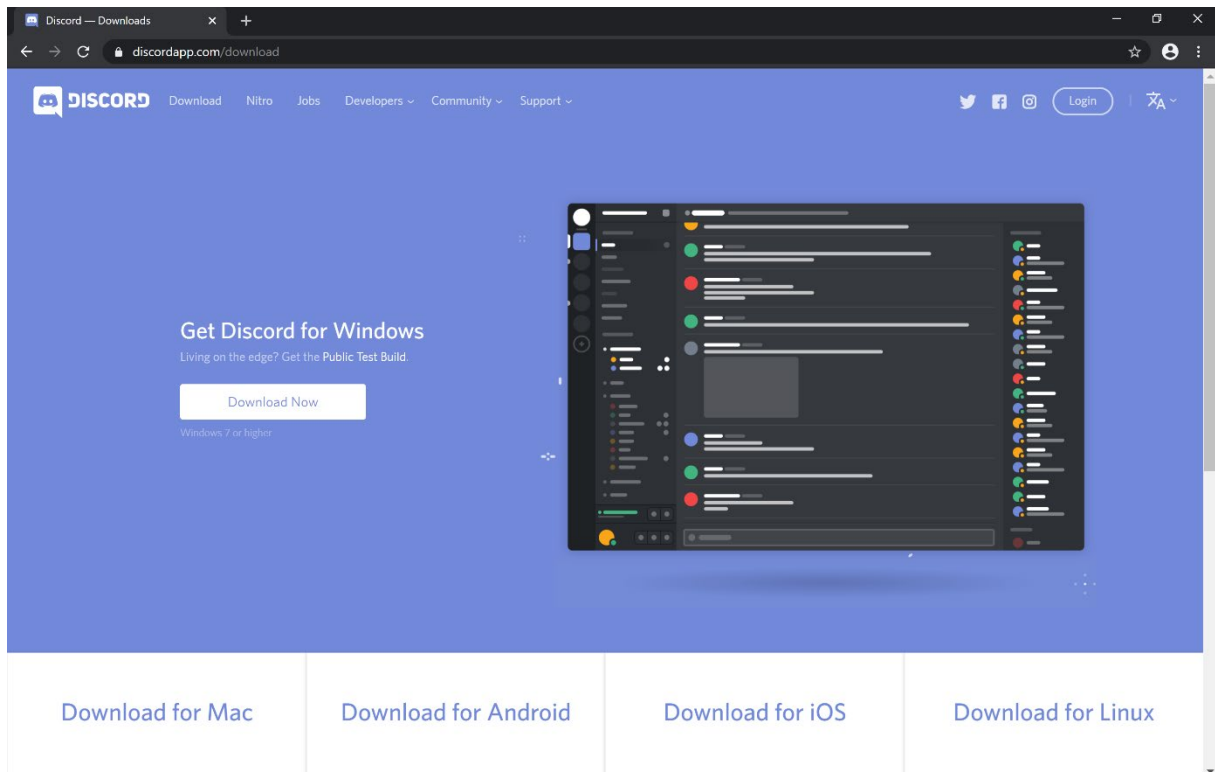 Discord — Downloads
discordapp.com/download
DISCORD Download Nitro Jobs Developers Community Support Login
Get Discord for Windows
Living on the edge? Get the Public Test Build.
Download Now
Windows 7 or higher
Download for Mac Download for Android Download for iOS Download for Linux